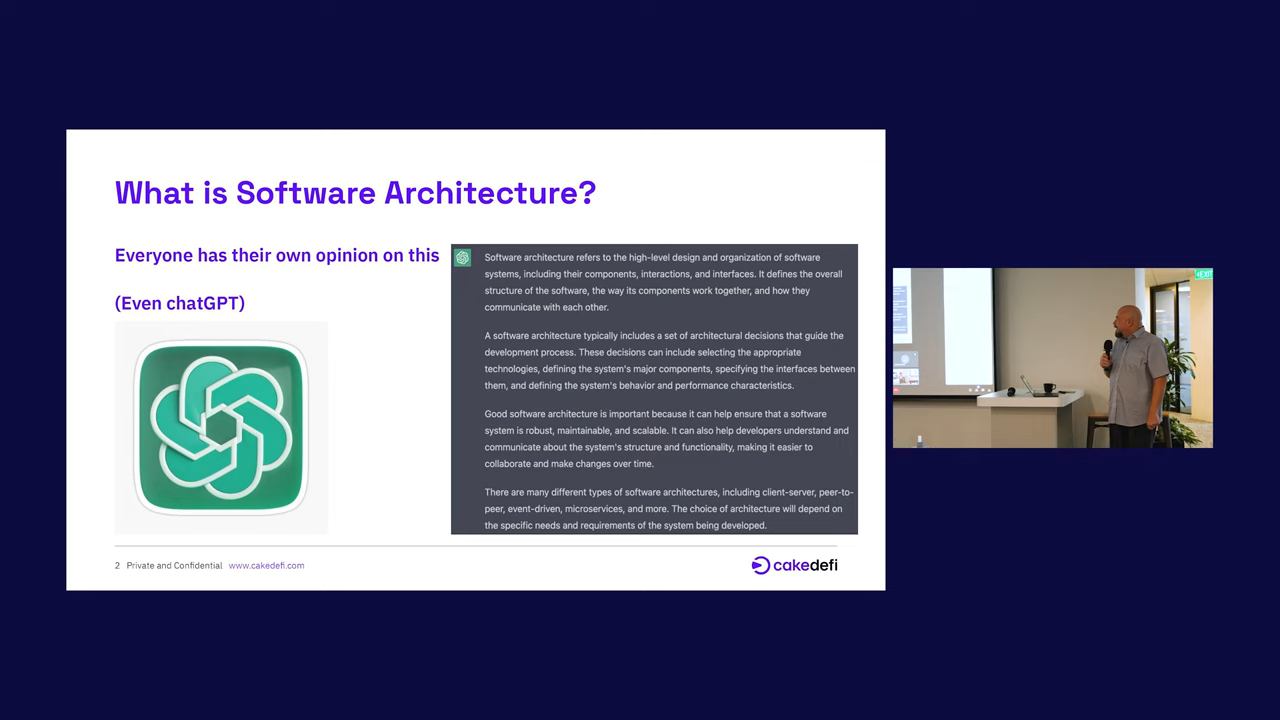 What is Software Architecture?
Everyone has their own opinion on this
(Even chatGPT)
Software architecture refers to the high-level design and organization of software
systems, including their components, interactions, and interfaces. It defines the overall
structure of the software, the way its components work together, and how they
communicate with each other.
A software architecture typically includes a set of architectural decisions that guide the
development process. These decisions can include selecting the appropriate
technologies, defining the system's major components, specifying the interfaces between
them, and defining the system's behavior and performance characteristics.
Good software architecture is important because it can help ensure that a software
system is robust, maintainable, and scalable. It can also help developers understand and
communicate about the system's structure and functionality, making it easier to
collaborate and make changes over time.
There are many different types of software architectures, including client-server, peer-to-
peer, event-driven, microservices, and more. The choice of architecture will depend on
the specific needs and requirements of the system being developed.
2 Private and Confidential www.cakedefi.com
cakedefi
EXIT